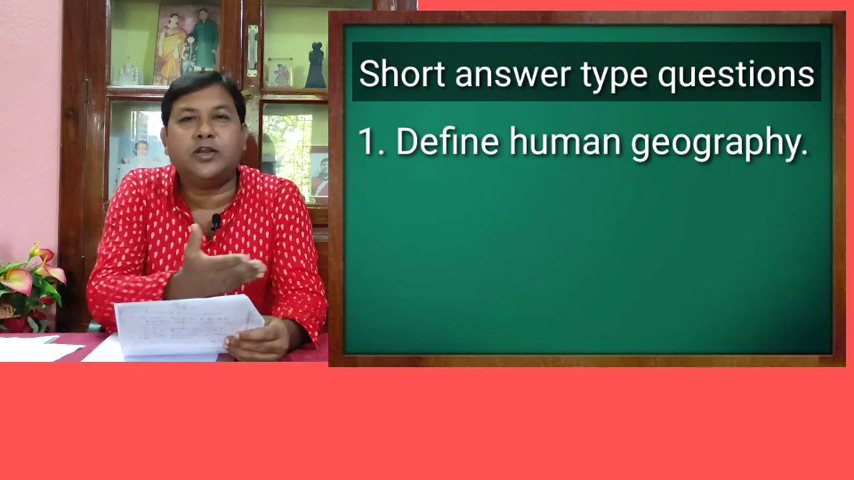 Short answer type questions
1. Define human geography.